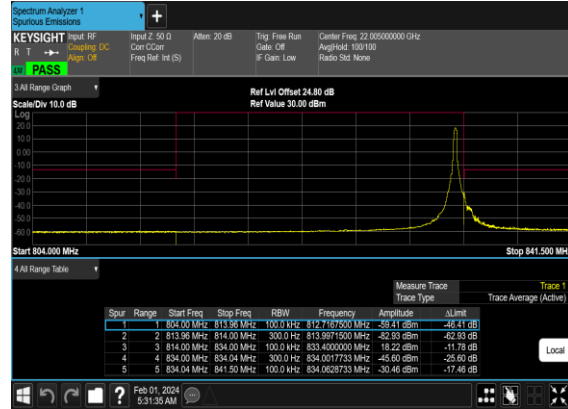 Spectrum Analyzer 1
Spurious Emissions
KEYSIGHT Input: RF Input Z: 50 Ω Atten: 20 dB Trig: Free Run Center Freq: 22.005000000 GHz
R T Coupling: DC Corr CCorr Gate: Off Avg|Hold: 100/100
Align: Off Freq Ref: Int (S) IF Gain: Low Radio Std: None
PASS
3 All Range Graph Ref Lvl Offset 24.80 dB
Scale/Div 10.0 dB Ref Value 30.00 dBm
Log
20.0
10.0
0.00
-10.0
-20.0
-30.0
-40.0
-50.0
-60.0
Start 804.000 MHz Stop 841.500 MH
4 All Range Table
Measure Trace Trace 1
Trace Type Trace Average (Active)
Spur Range Start Freq Stop Freq RBW Frequency Amplitude ΔLimit
1 1 804.00 MHz 813.96 MHz 100.0 kHz 812.7167500 MHz -59.41 dBm -46.41 dB
2 2 813.96 MHz 814.00 MHz 300.0 Hz 813.9971500 MHz -82.93 dBm -62.93 dB
3 3 814.00 MHz 834.00 MHz 100.0 kHz 833.4000000 MHz 18.22 dBm -11.78 dB
4 4 834.00 MHz 834.04 MHz 300.0 Hz 834.0017733 MHz -45.60 dBm -25.60 dB
5 5 834.04 MHz 841.50 MHz 100.0 kHz 834.0628733 MHz -30.46 dBm -17.46 dB
Local
? Feb 01, 2024
5:31:35 AM